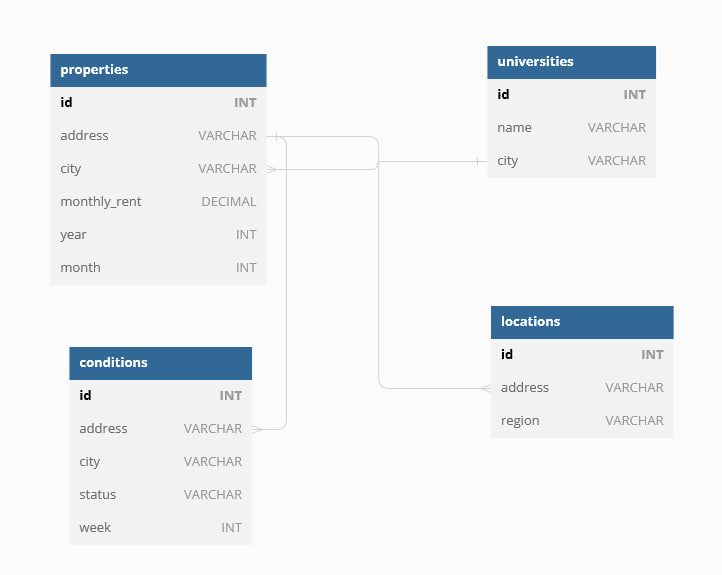 properties
id INT
address VARCHAR
city VARCHAR
monthly_rent DECIMAL
year INT
month INT
universities
id INT
name VARCHAR
city VARCHAR
conditions
id INT
address VARCHAR
city VARCHAR
status VARCHAR
week INT
locations
id INT
address VARCHAR
region VARCHAR